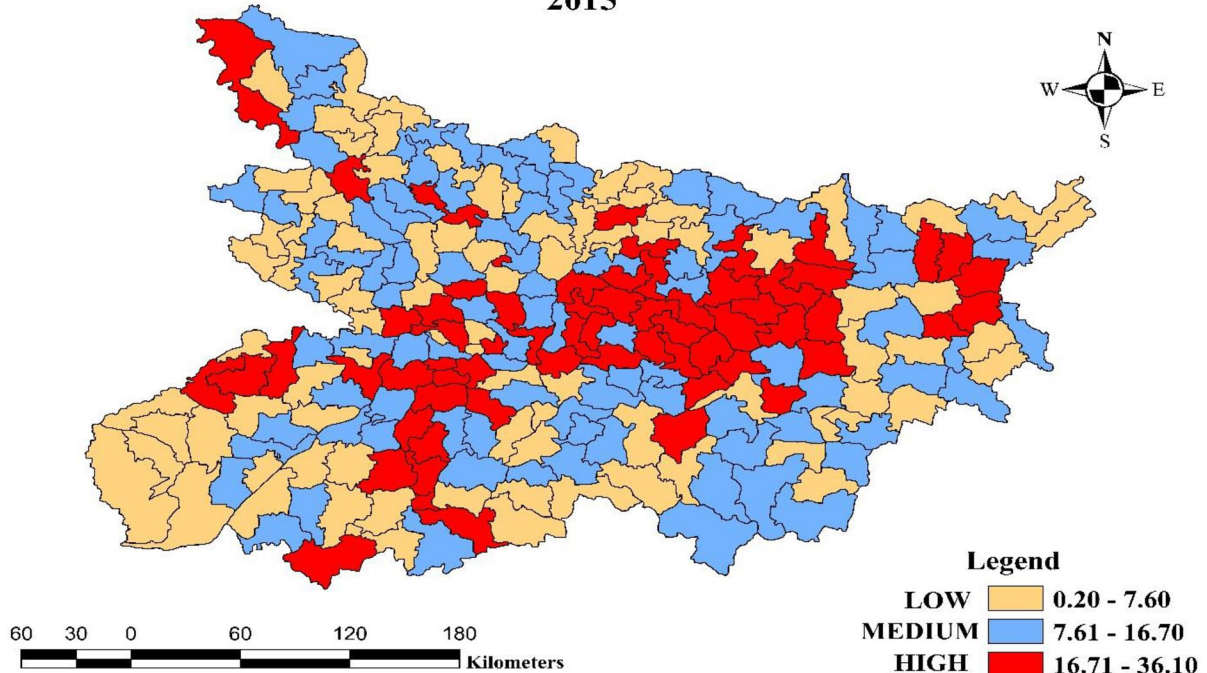 2015
N
W E
S
Legend
LOW 0.20 - 7.60
MEDIUM 7.61 - 16.70
HIGH 16.71 - 36.10
60 30 0 60 120 180
Kilometers